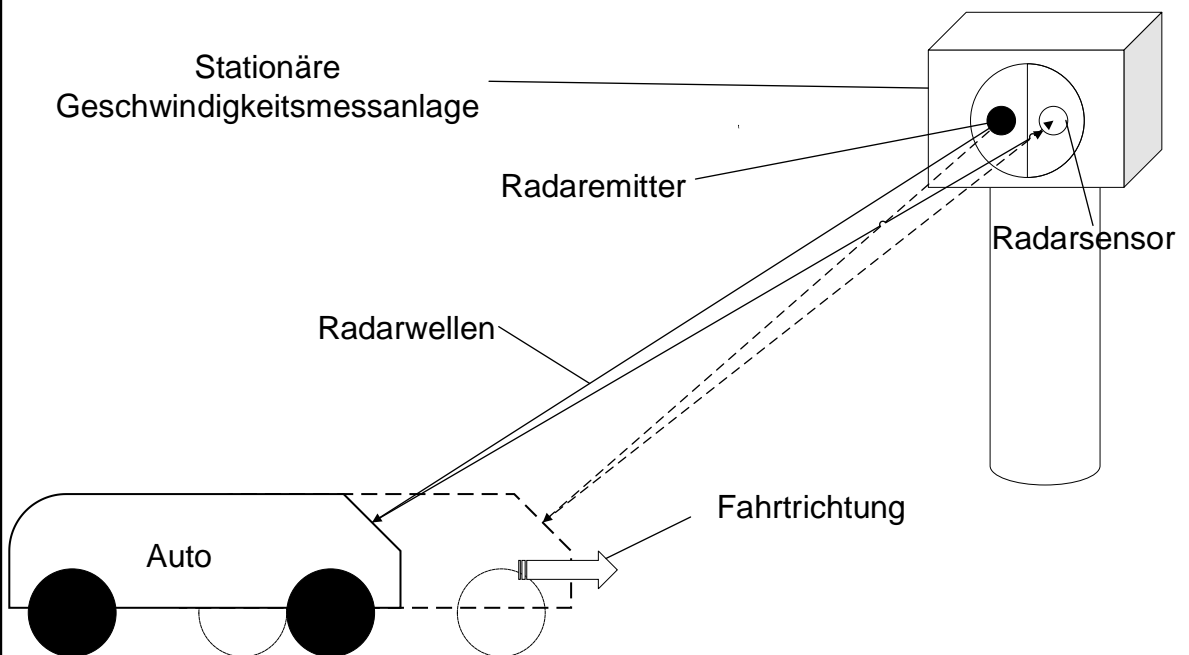 Stationäre
Geschwindigkeitsmessanlage
Radaremitter
Radarsensor
Radarwellen
Fahrtrichtung
Auto